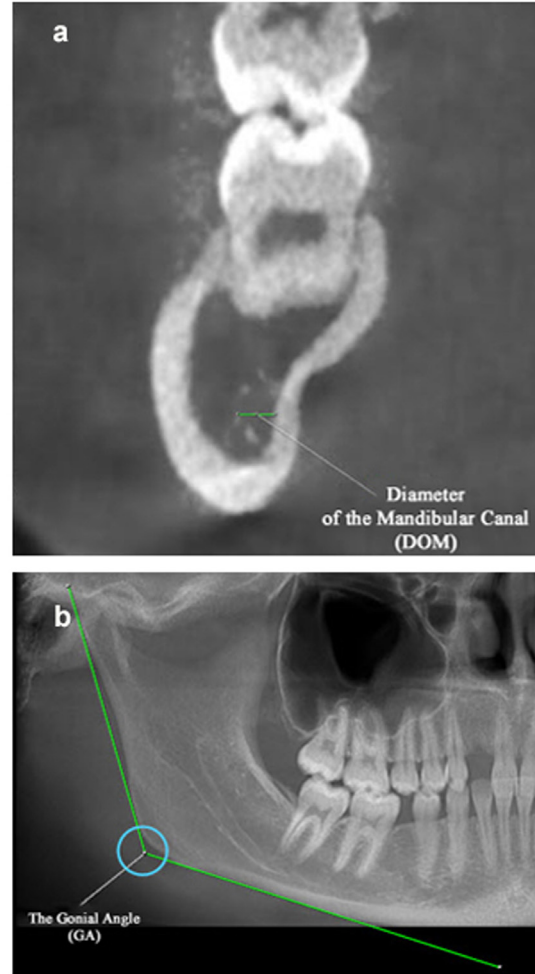 a
Diameter
of the Mandibular Canal
(DOM)
b
The Gonial Angle
(GA)